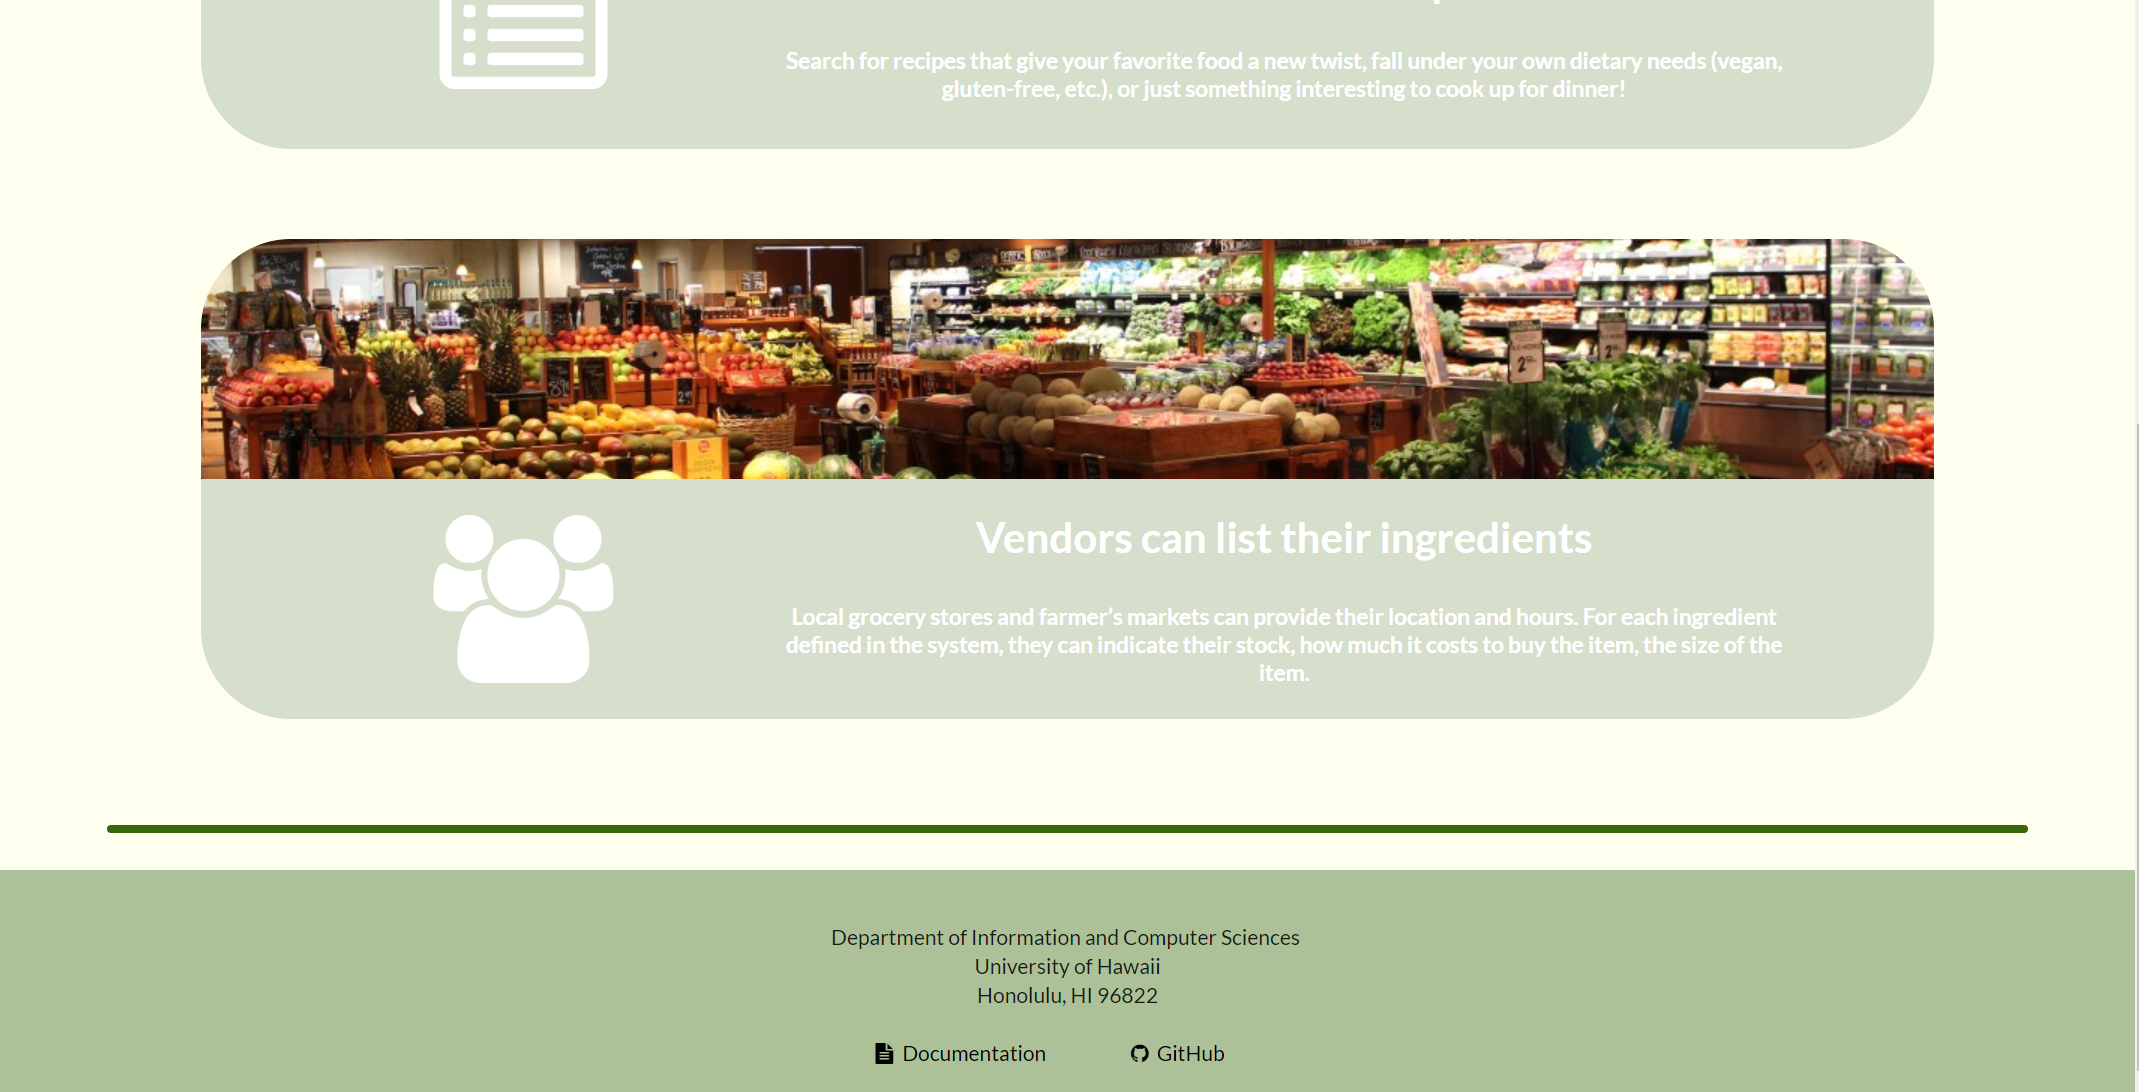 Search for recipes that give your favorite food a new twist, fall under your own dietary needs (vegan,
gluten-free, etc.), or just something interesting to cook up for dinner!
Vendors can list their ingredients
Local grocery stores and farmer’s markets can provide their location and hours. For each ingredient
defined in the system, they can indicate their stock, how much it costs to buy the item, the size of the
item.
Department of Information and Computer Sciences
University of Hawaii
Honolulu, HI 96822
Documentation
GitHub